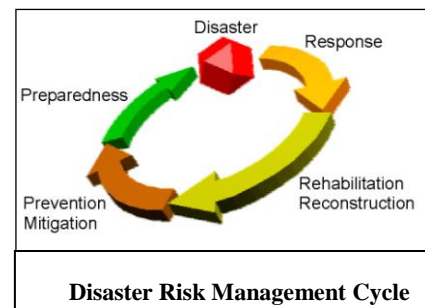 Disaster
Response
Preparedness
Rehabilitation
Reconstruction
Prevention
Mitigation
Disaster Risk Management Cycle